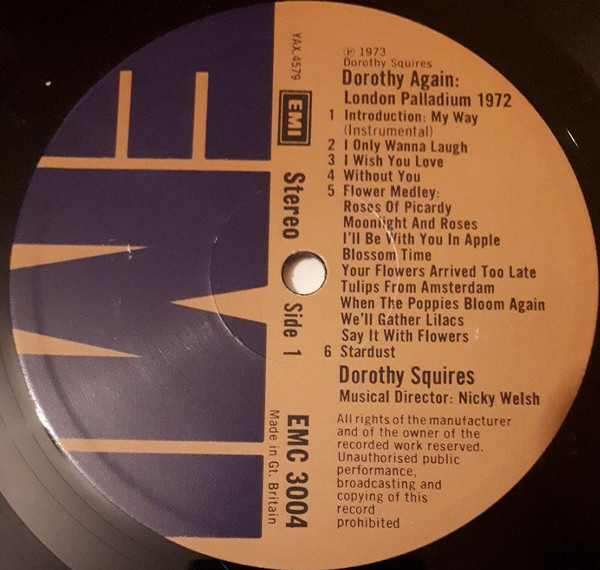 ℗ 1973
Dorothy Squires
Dorothy Again:
London Palladium 1972
1 Introduction: My Way
(Instrumental)
2 I Only Wanna Laugh
3 I Wish You Love
4 Without You
5 Flower Medley:
Roses Of Picardy
Moonlight And Roses
I'll Be With You In Apple
Blossom Time
Your Flowers Arrived Too Late
Tulips From Amsterdam
When The Poppies Bloom Again
We'll Gather Lilacs
Say It With Flowers
6 Stardust
Dorothy Squires
Musical Director: Nicky Welsh
All rights of the manufacturer
and of the owner of the
recorded work reserved.
Unauthorised public
performance,
broadcasting and
copying of this
record
prohibited
YAX.4579
EMI
Stereo
Side 1
EMC 3004
Made in Gt. Britain
EMI